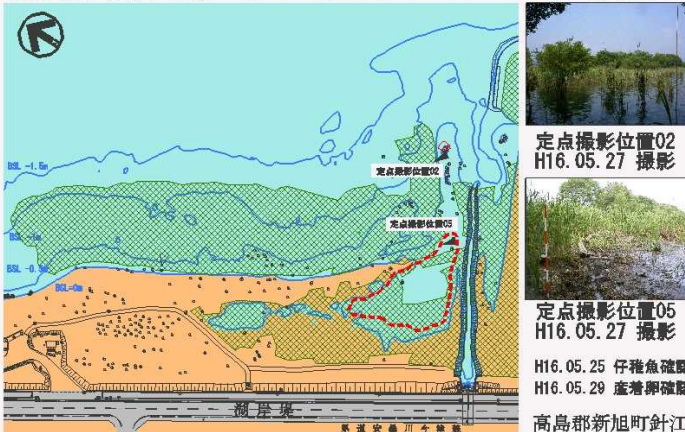 定点撮影位置02
BSL -1.5m
定点撮影位置05
BSL -1m
BSL -0.5m
BSL=0m
湖岸堤
定点撮影位置02
H16.05.27 撮影
定点撮影位置05
H16.05.27 撮影
H16.05.25 仔稚魚確認
H16.05.29 産着卵確認
高島郡新旭町針江